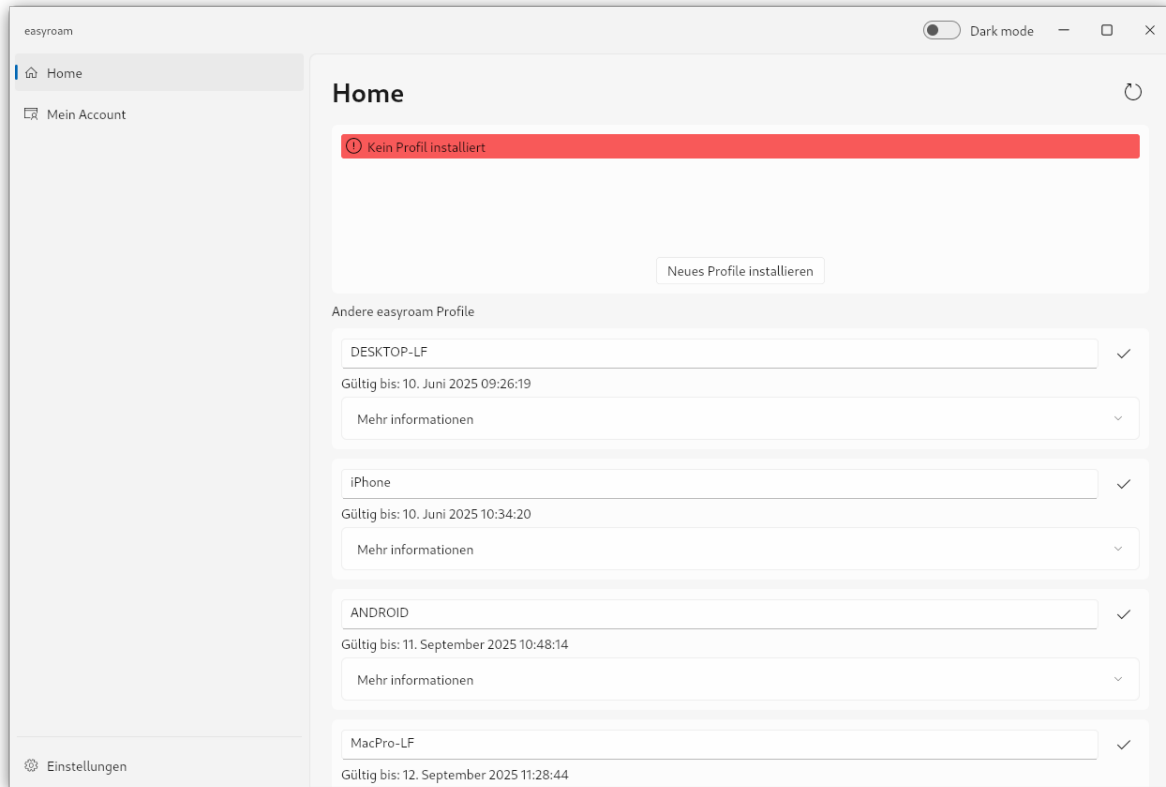 easyroam
Dark mode
Home
Mein Account
Home
Kein Profil installiert
Neues Profile installieren
Andere easyroam Profile
DESKTOP-LF
Gültig bis: 10. Juni 2025 09:26:19
Mehr informationen
iPhone
Gültig bis: 10. Juni 2025 10:34:20
Mehr informationen
ANDROID
Gültig bis: 11. September 2025 10:48:14
Mehr informationen
MacPro-LF
Gültig bis: 12. September 2025 11:28:44
Einstellungen